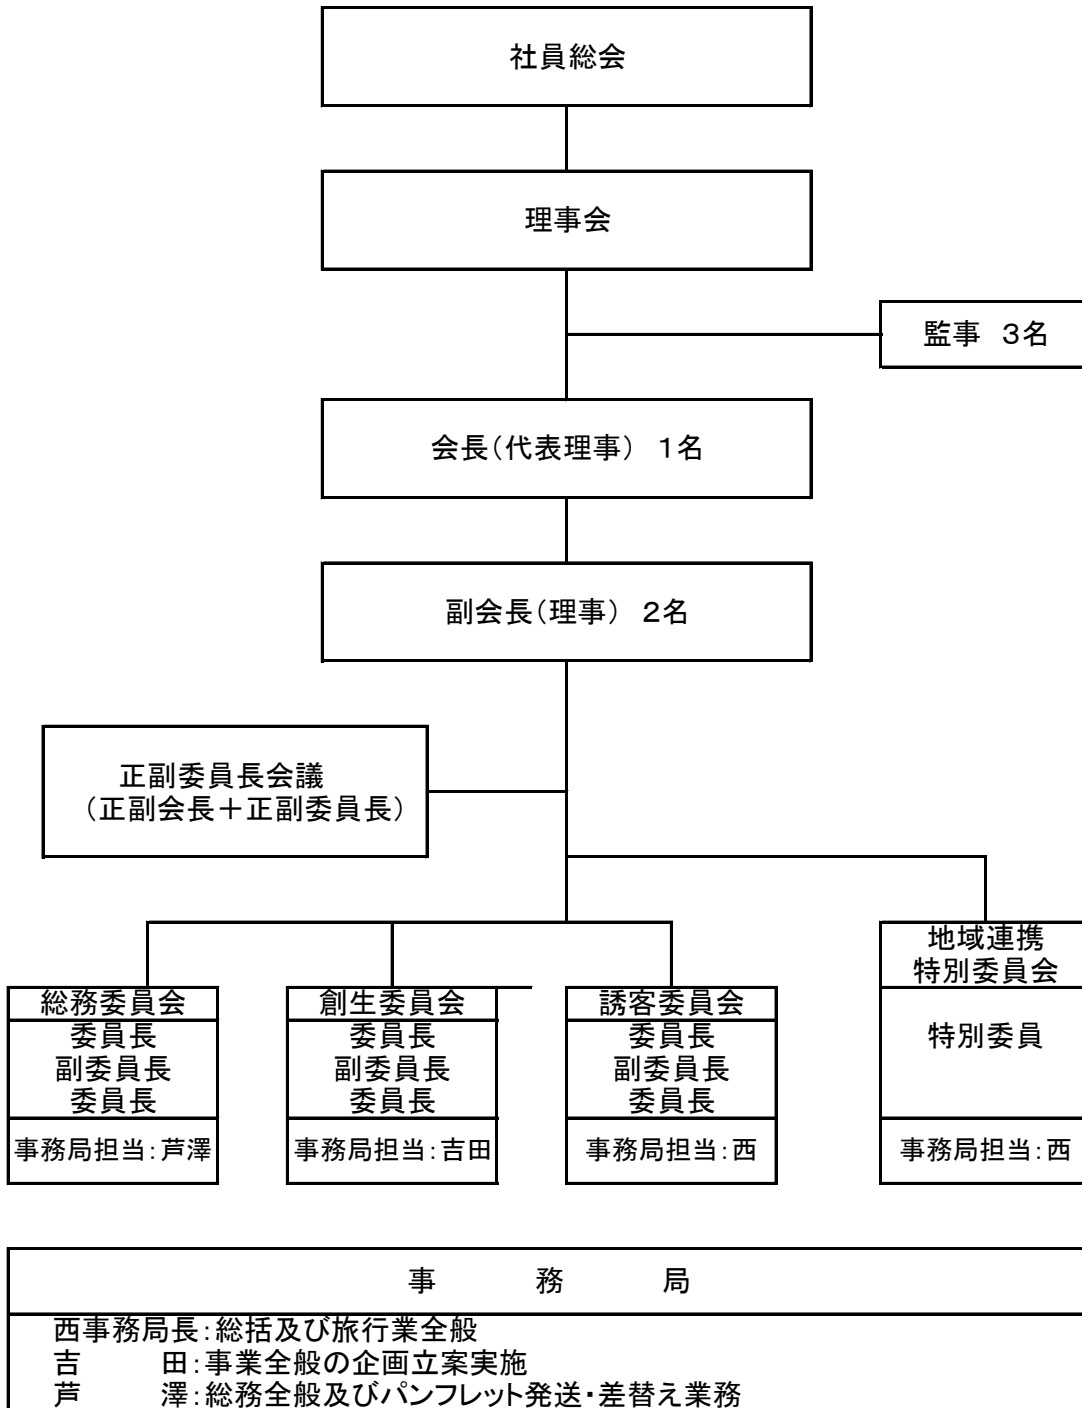 社員総会
理事会
監事　３名
会長（代表理事）　１名
副会長（理事）　２名
正副委員長会議
（正副会長＋正副委員長）
地域連携
特別委員会
特別委員
事務局担当：西
総務委員会
委員長
副委員長
委員長
事務局担当：芦澤
創生委員会
委員長
副委員長
委員長
事務局担当：吉田
誘客委員会
委員長
副委員長
委員長
事務局担当：西
事　務　局
西事務局長：総括及び旅行業全般
吉　田：事業全般の企画立案実施
芦　澤：総務全般及びパンフレット発送・差替え業務